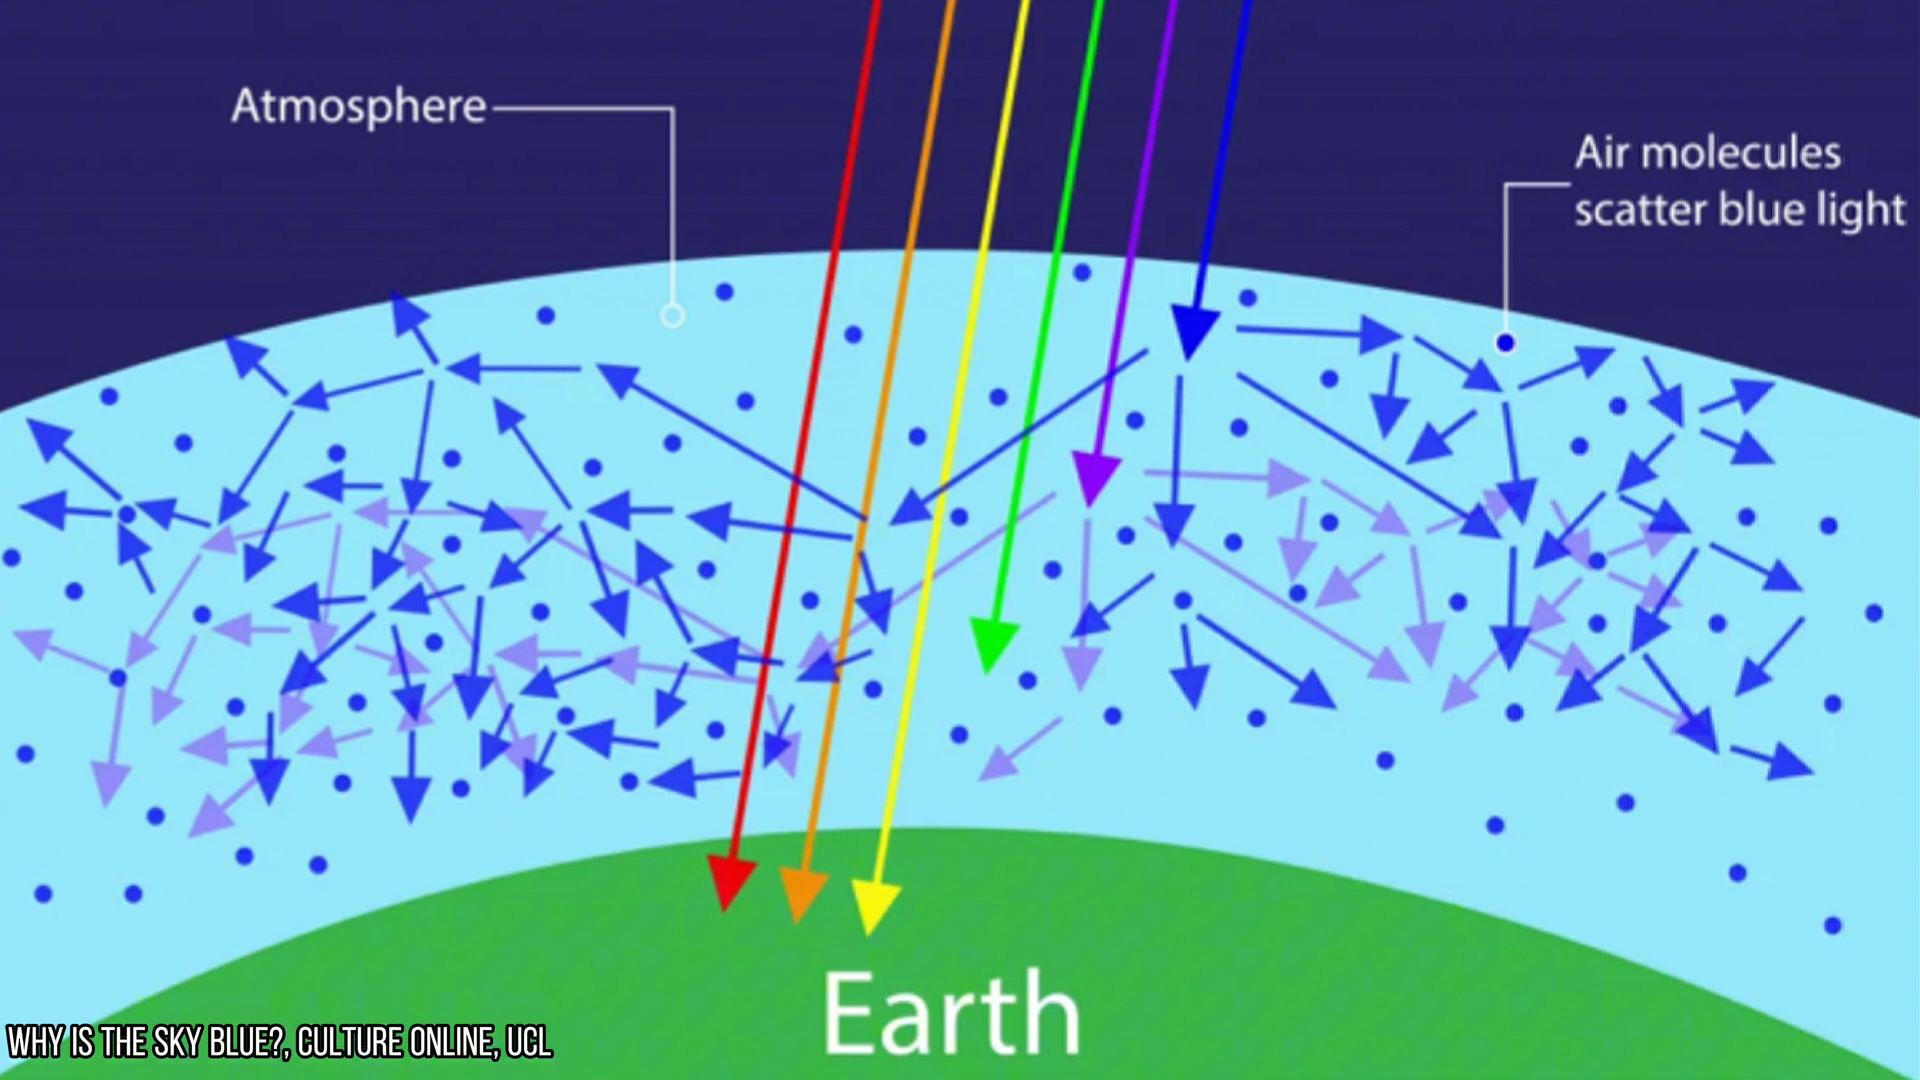 Atmosphere
Air molecules
scatter blue light
Earth
WHY IS THE SKY BLUE?, CULTURE ONLINE, UCL